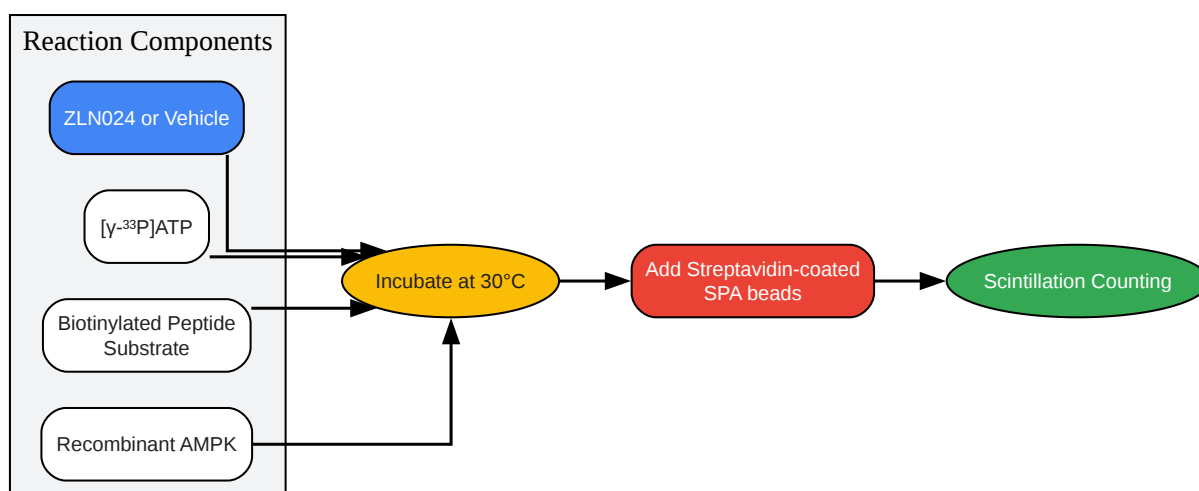 Reaction Components
ZLN024 or Vehicle
[γ-³³P]ATP
Biotinylated Peptide
Substrate
Recombinant AMPK
Incubate at 30°C
Add Streptavidin-coated
SPA beads
Scintillation Counting